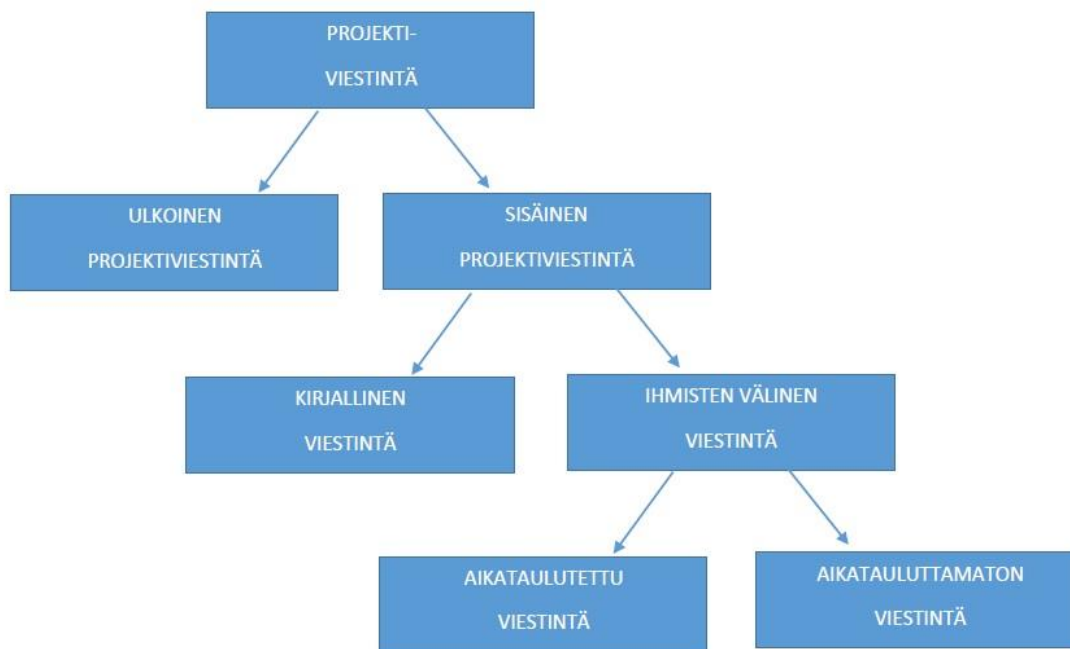 PROJEKTI-
VIESTINTÄ
ULKOINEN
PROJEKTIVIESTINTÄ
SISÄINEN
PROJEKTIVIESTINTÄ
KIRJALLINEN
VIESTINTÄ
IHMISTEN VÄLINEN
VIESTINTÄ
AIKATAULUTETTU
VIESTINTÄ
AIKATAULUTTAMATON
VIESTINTÄ